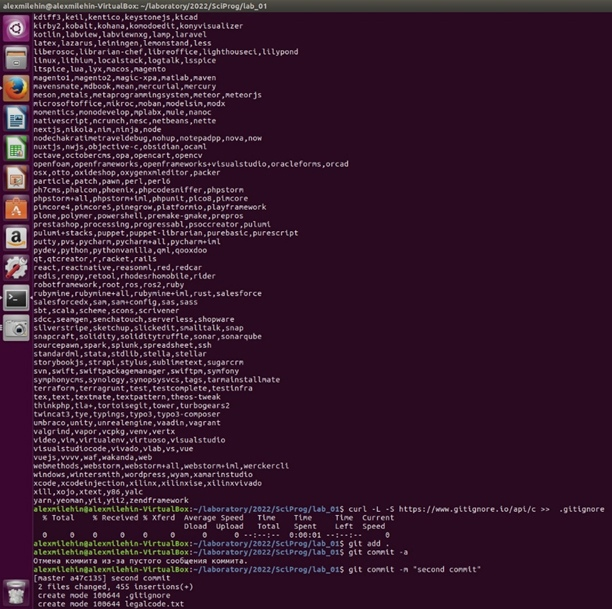 alexmilehin@alexmilehin-VirtualBox: ~/laboratory/2022/SciProg/lab_01
kdiff3,keil,kentico,keystonejs,kicad
kirby2,kobalt,kohana,komodoedit,konyvisualizer
kotlin,labview,labviewnxg,lamp,laravel
latex,lazarus,leiningen,lemonstand,less
liberosoc,librarian-chef,libreoffice,lighthouseci,lilypond
linux,lithium,localstack,logtalk,lsspice
ltspice,lua,lyx,macos,magento
magento1,magento2,magic-xpa,matlab,maven
mavensmate,mdbook,mean,mercurial,mercury
meson,metals,metaprogrammingsystem,meteor,meteorjs
microsoftoffice,mikroc,moban,modelsim,modx
momentics,monodevelop,mplabx,mule,nanoc
nativescript,ncrunch,nesc,netbeans,nette
nextjs,nikola,nim,ninja,node
nodechakratimetraveldebug,nohup,notepadpp,nova,now
nuxtjs,nwjs,objective-c,obsidian,ocaml
octave,octobercms,opa,opencart,opencv
openfoam,openframeworks,openframeworks+visualstudio,oracleforms,orcad
osx,otto,oxideshop,oxygenxmleditor,packer
particle,patch,pawn,perl,perl6
ph7cms,phalcon,phoenix,phpcodesniffer,phpstorm
phpstorm+all,phpstorm+iml,phpunit,pico8,pimcore
pimcore4,pimcore5,pinegrow,platformio,playframework
plone,polymer,powershell,premake-gmake,prepros
prestashop,processing,progressabl,psoccreator,pulumi
pulumi+stacks,puppet,puppet-librarian,purebasic,purescript
putty,pvs,pycharm,pycharm+all,pycharm+iml
pydev,python,pythonvanilla,qml,qooxdoo
qt,qtcreator,r,racket,rails
react,reactnative,reasonml,red,redcar
redis,renpy,retool,rhodesrhomobile,rider
robotframework,root,ros,ros2,ruby
rubymine,rubymine+all,rubymine+iml,rust,salesforce
salesforcedx,sam,sam+config,sas,sass
sbt,scala,scheme,scons,scrivener
sdcc,seamgen,senchatouch,serverless,shopware
silverstripe,sketchup,slickedit,smalltalk,snap
snapcraft,solidity,soliditytruffle,sonar,sonarqube
sourcepawn,spark,splunk,spreadsheet,ssh
standardml,stata,stdlib,stella,stellar
storybookjs,strapi,stylus,sublimetext,sugarcrm
svn,swift,swiftpackagemanager,swiftpm,symfony
symphonycms,synology,synopsysvcs,tags,tarmainstallmate
terraform,terragrunt,test,testcomplete,testinfra
tex,text,textmate,textpattern,theos-tweak
thinkphp,tla+,tortoisegit,tower,turbogears2
twincat3,tye,typings,typo3,typo3-composer
umbraco,unity,unrealengine,vaadin,vagrant
valgrind,vapor,vcpkg,venv,vertx
video,vim,virtualenv,virtuoso,visualstudio
visualstudiocode,vivado,vlab,vs,vue
vuejs,vvvv,waf,wakanda,web
webmethods,webstorm,webstorm+all,webstorm+iml,werckercli
windows,wintersmith,wordpress,wyam,xamarinstudio
xcode,xcodeinjection,xilinx,xilinxise,xilinxvivado
xill,xojo,xtext,y86,yalc
yarn,yeoman,yii,yii2,zendframework
alexmilehin@alexmilehin-VirtualBox:~/laboratory/2022/SciProg/lab_01$ curl -L -S https://www.gitignore.io/api/c >> .gitignore
% Total % Received % Xferd Average Speed Time Time Time Current
Dload Upload Total Spent Left Speed
0 0 0 0 0 0 0 0 --:--:-- 0:00:01 --:--:-- 0
alexmilehin@alexmilehin-VirtualBox:~/laboratory/2022/SciProg/lab_01$ git add .
alexmilehin@alexmilehin-VirtualBox:~/laboratory/2022/SciProg/lab_01$ git commit -a
Отмена коммита из-за пустого сообщения коммита.
alexmilehin@alexmilehin-VirtualBox:~/laboratory/2022/SciProg/lab_01$ git commit -m "second commit"
[master a47c135] second commit
2 files changed, 455 insertions(+)
create mode 100644 .gitignore
create mode 100644 legalcode.txt